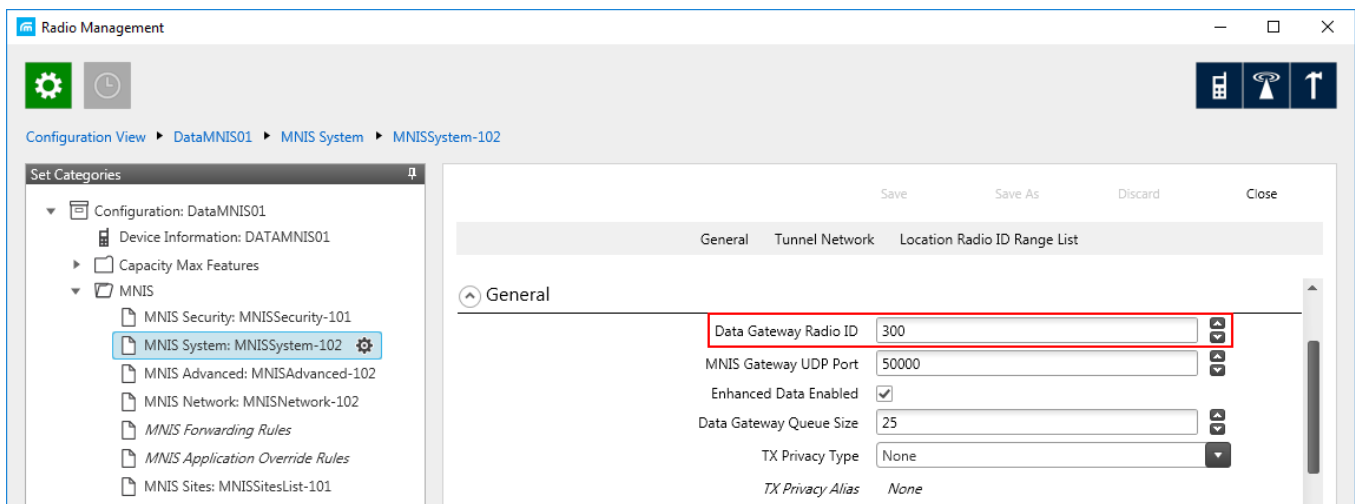 Radio Management
Configuration View DataMNIS01 MNIS System MNISSystem-102
Set Categories
Configuration: DataMNIS01
Device Information: DATAMNIS01
Capacity Max Features
MNIS
MNIS Security: MNISSecurity-101
MNIS System: MNISSystem-102
MNIS Advanced: MNISAdvanced-102
MNIS Network: MNISNetwork-102
MNIS Forwarding Rules
MNIS Application Override Rules
MNIS Sites: MNISSitesList-101
Save Save As Discard Close
General Tunnel Network Location Radio ID Range List
General
Data Gateway Radio ID 300
MNIS Gateway UDP Port 50000
Enhanced Data Enabled
Data Gateway Queue Size 25
TX Privacy Type None
TX Privacy Alias None